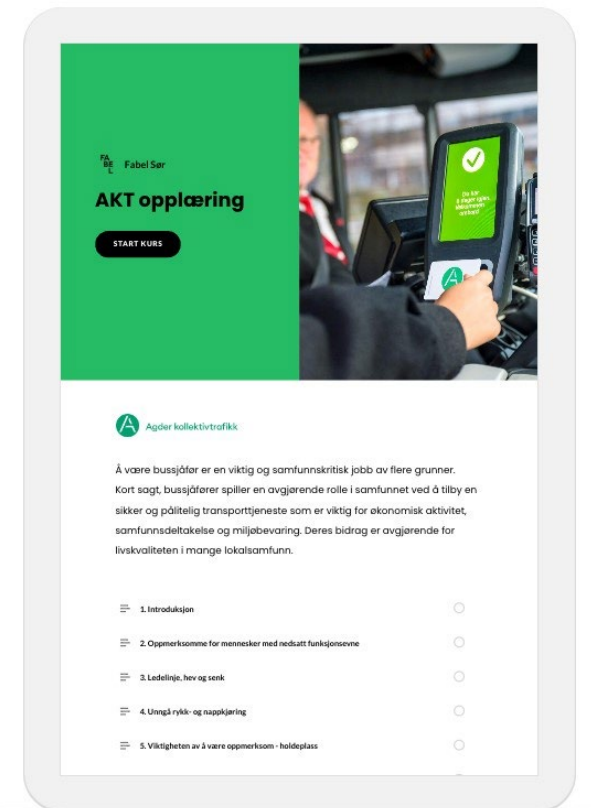 FA
BE
L
Fabel Sør
AKT opplæring
START KURS
Agder kollektivtrafikk
Å være bussjåfør er en viktig og samfunnskritisk jobb av flere grunner.
Kort sagt, bussjåfører spiller en avgjørende rolle i samfunnet ved å tilby en
sikker og pålitelig transporttjeneste som er viktig for økonomisk aktivitet,
samfunnsdeltakelse og miljøbevaring. Deres bidrag er avgjørende for
livskvaliteten i mange lokalsamfunn.
1. Introduksjon
2. Oppmerksomme for mennesker med nedsatt funksjonsevne
3. Ledelinje, hev og senk
4. Unngå rykk- og nappkjøring
5. Viktigheten av å være oppmerksom - holdeplass